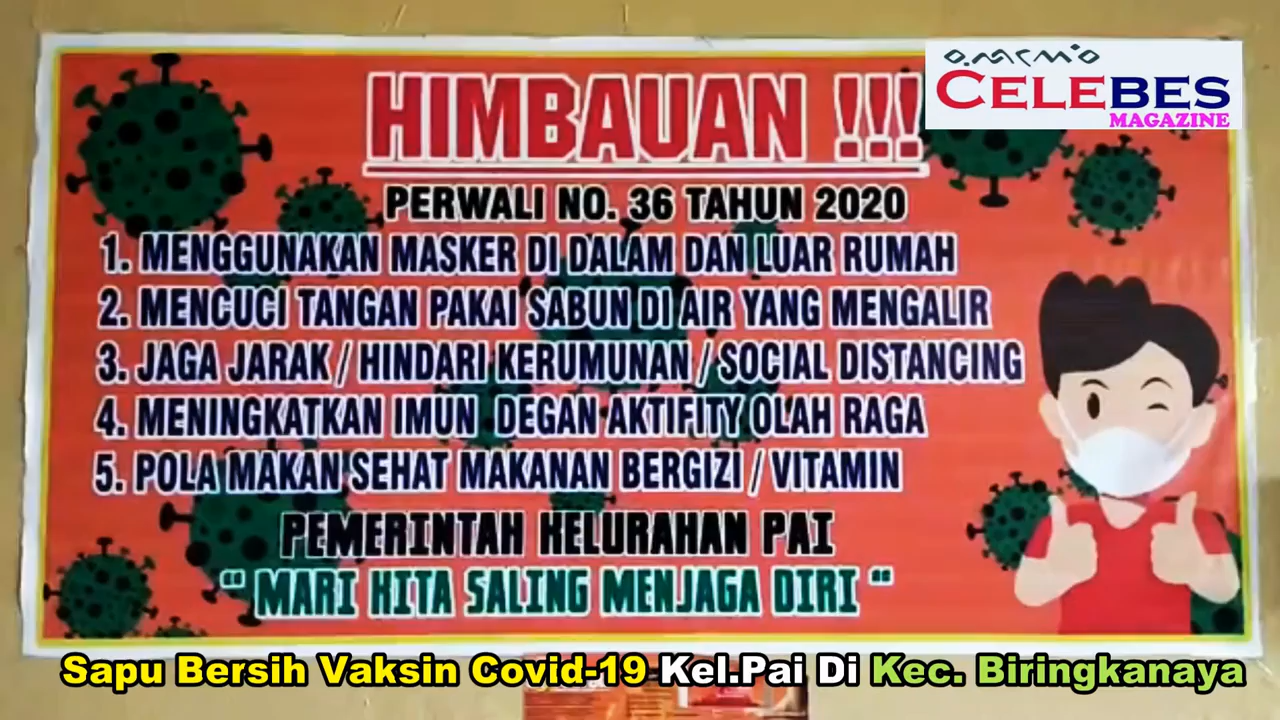 HIMBAUAN !!!
ᨔᨘᨒᨕᨙᨔᨗ
CELEBES
MAGAZINE
PERWALI NO. 36 TAHUN 2020
1. MENGGUNAKAN MASKER DI DALAM DAN LUAR RUMAH
2. MENCUCI TANGAN PAKAI SABUN DI AIR YANG MENGALIR
3. JAGA JARAK / HINDARI KERUMUNAN / SOCIAL DISTANCING
4. MENINGKATKAN IMUN DEGAN AKTIFITY OLAH RAGA
5. POLA MAKAN SEHAT MAKANAN BERGIZI / VITAMIN
PEMERINTAH KELURAHAN PAI
" MARI KITA SALING MENJAGA DIRI "
Sapu Bersih Vaksin Covid-19 Kel.Pai Di Kec. Biringkanaya